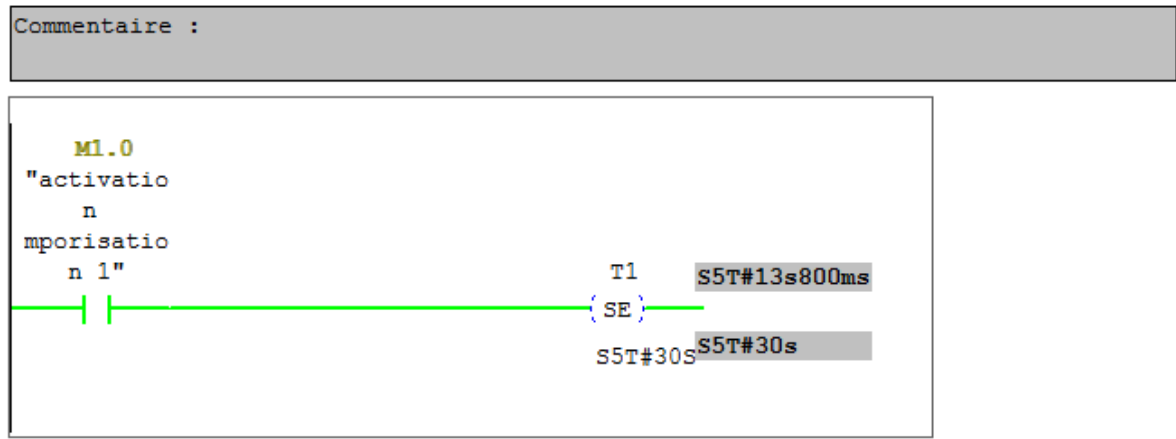 Commentaire :
M1.0
"activatio
n
mporisatio
n 1"
T1
S5T#13s800ms
SE
S5T#30S
S5T#30s